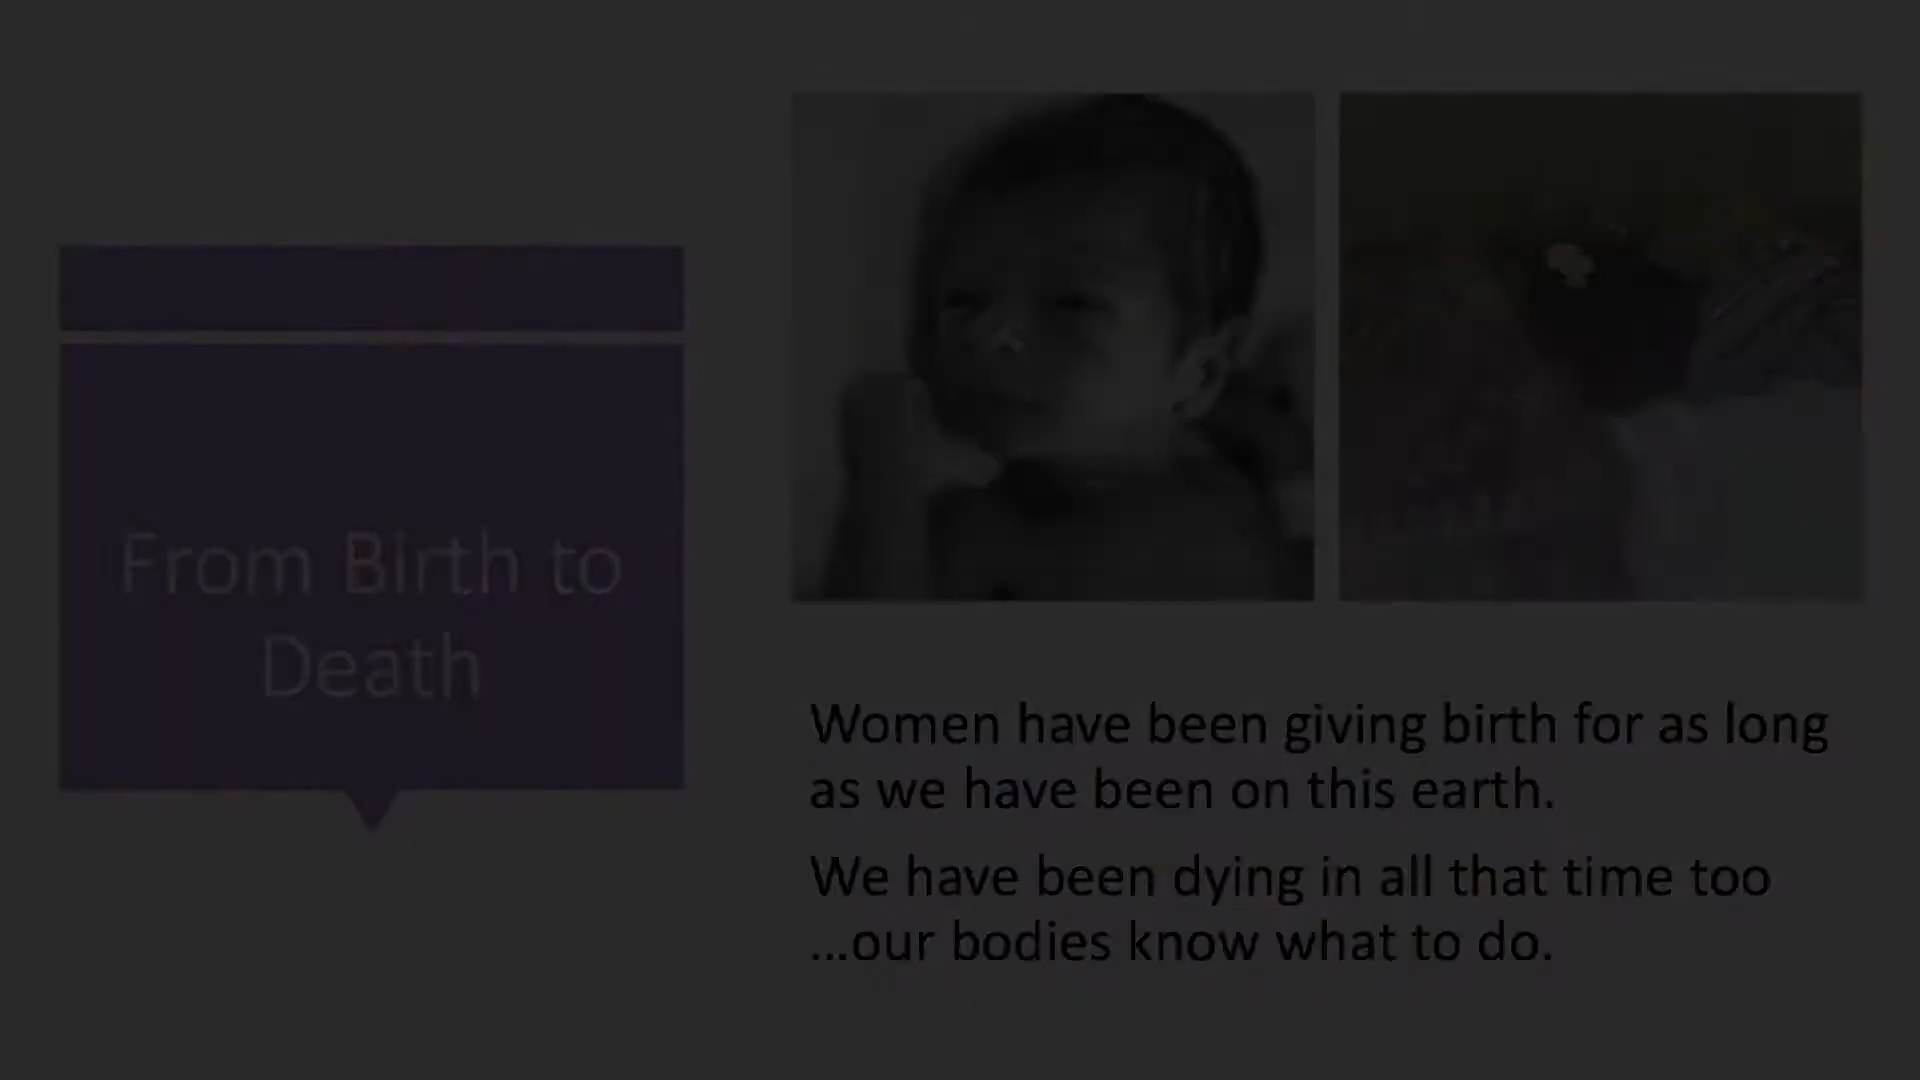 From Birth to
Death
Women have been giving birth for as long
as we have been on this earth.
We have been dying in all that time too
...our bodies know what to do.